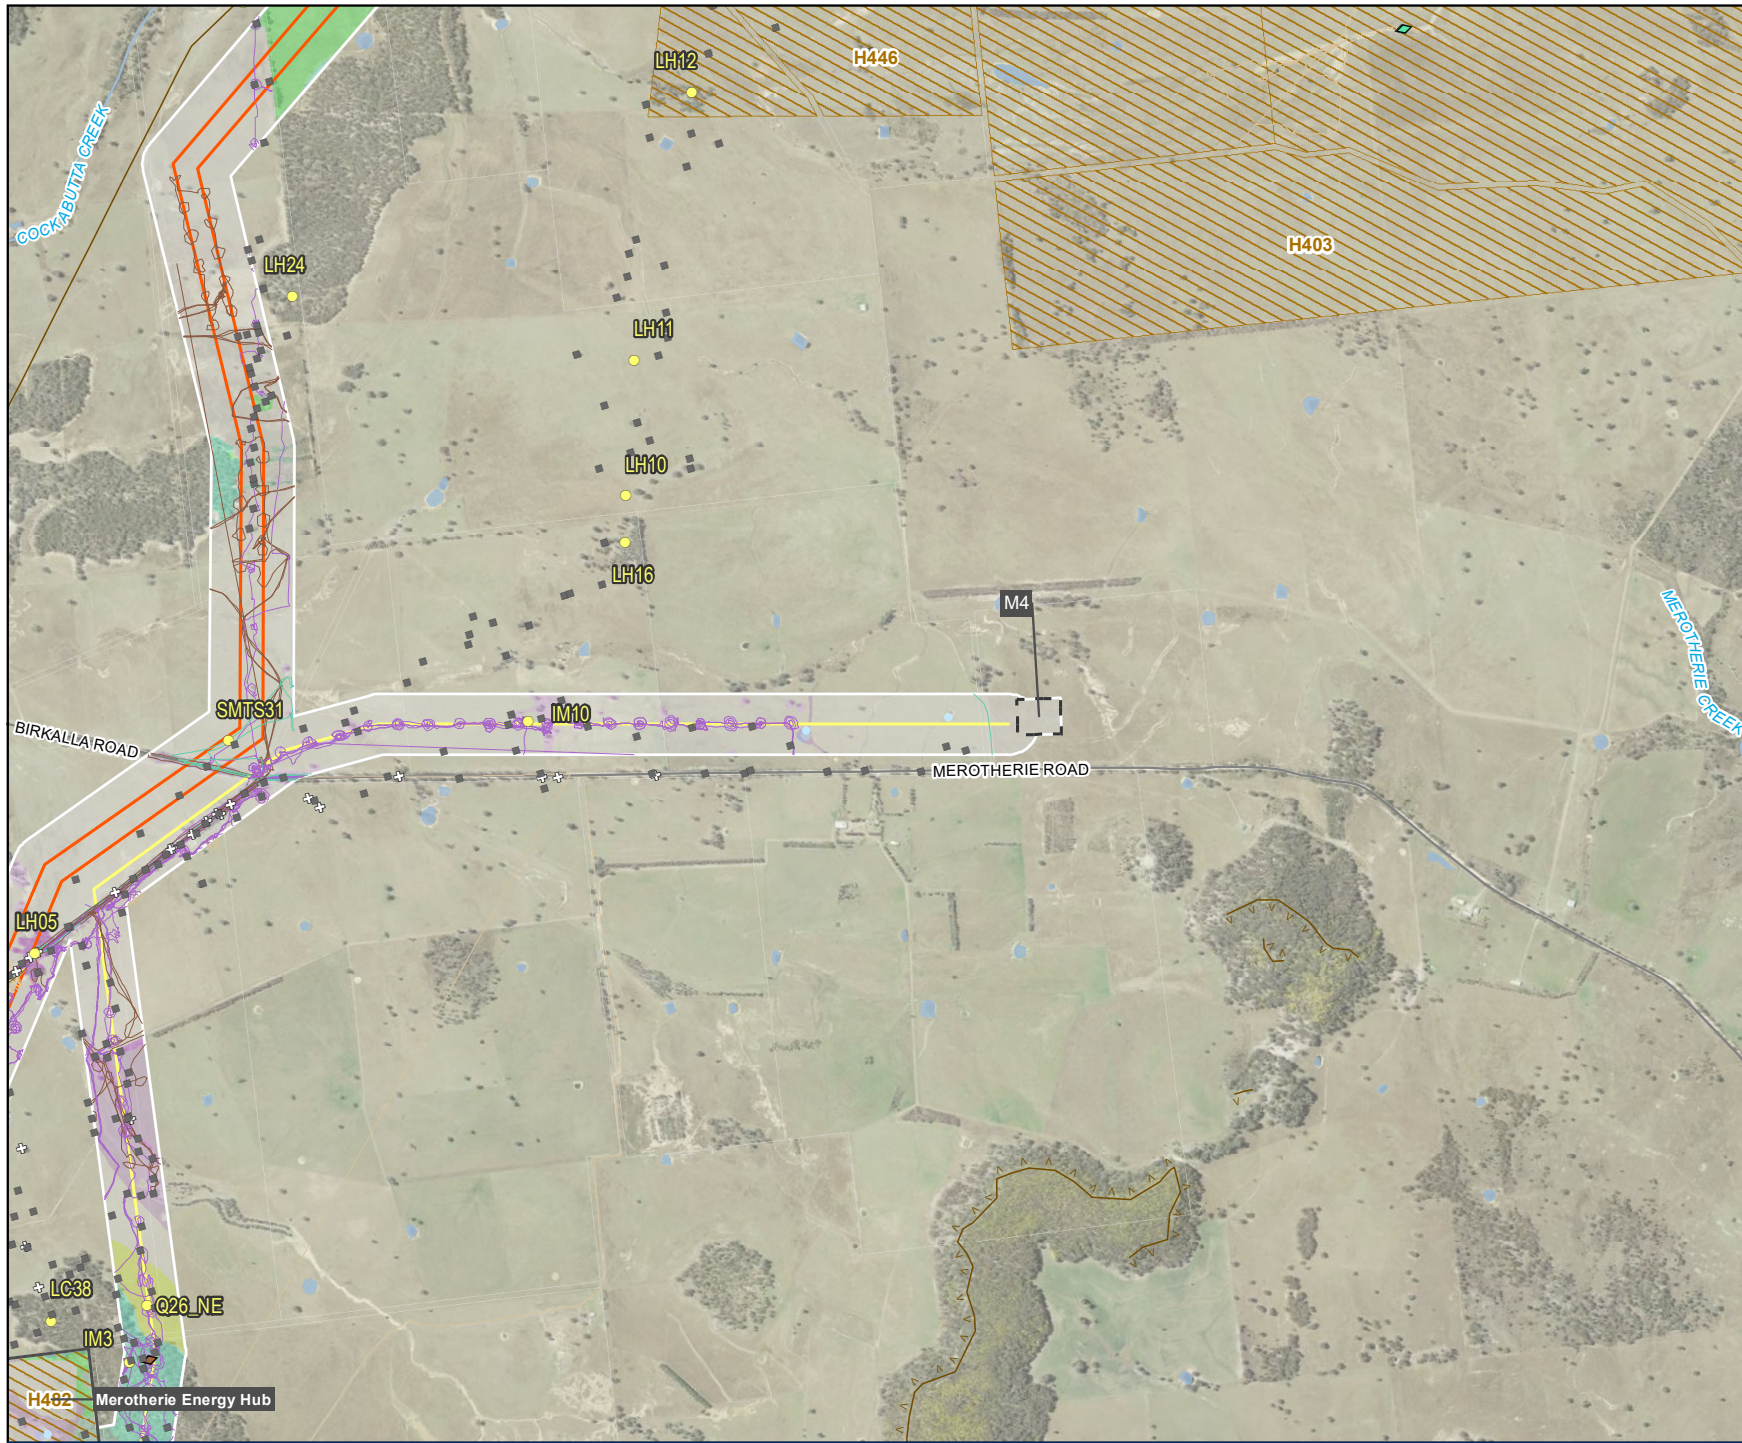 LH12
H446
COCKABUTTA CREEK
H403
LH24
LH11
LH10
LH16
M4
MEROTHERIE CREEK
SMTS31
IM10
BIRKALLA ROAD
MEROTHERIE ROAD
LH05
LC38
Q26_NE
IM3
H482
Merotherie Energy Hub